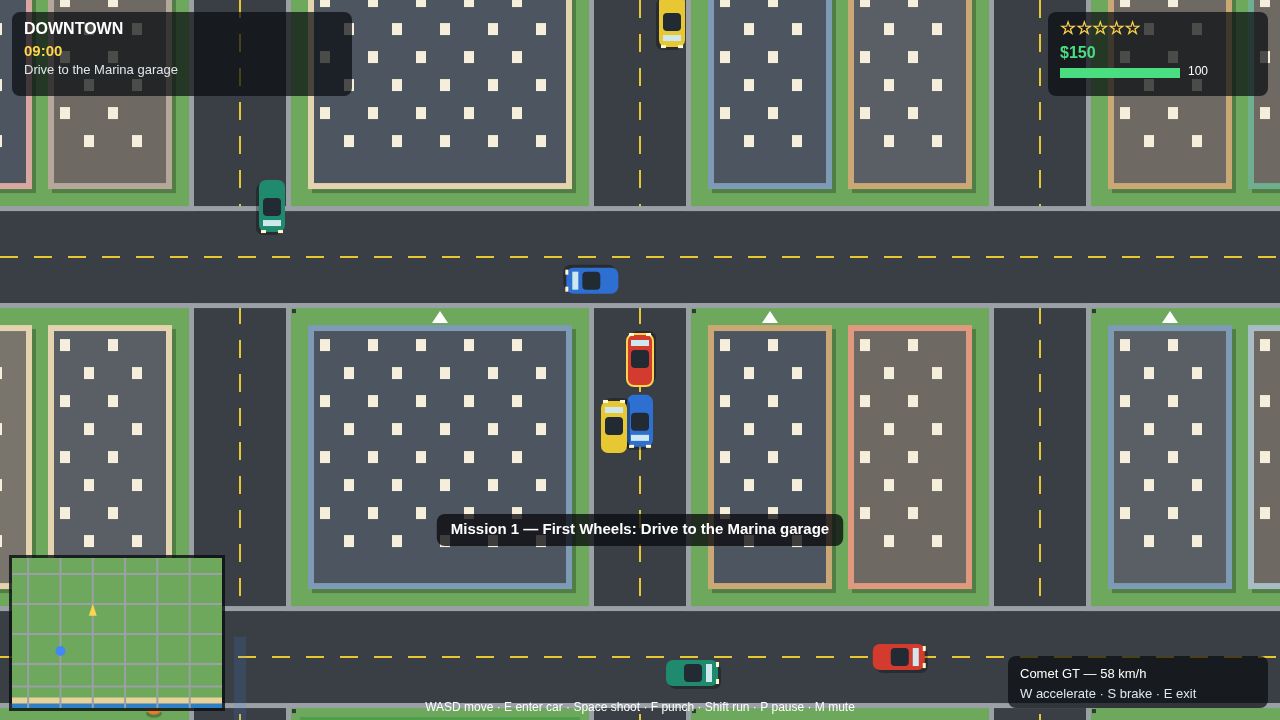 DOWNTOWN
09:00
Drive to the Marina garage
☆☆☆☆☆
$150
100
Mission 1 — First Wheels: Drive to the Marina garage
Comet GT — 58 km/h
W accelerate · S brake · E exit
WASD move · E enter car · Space shoot · F punch · Shift run · P pause · M mute